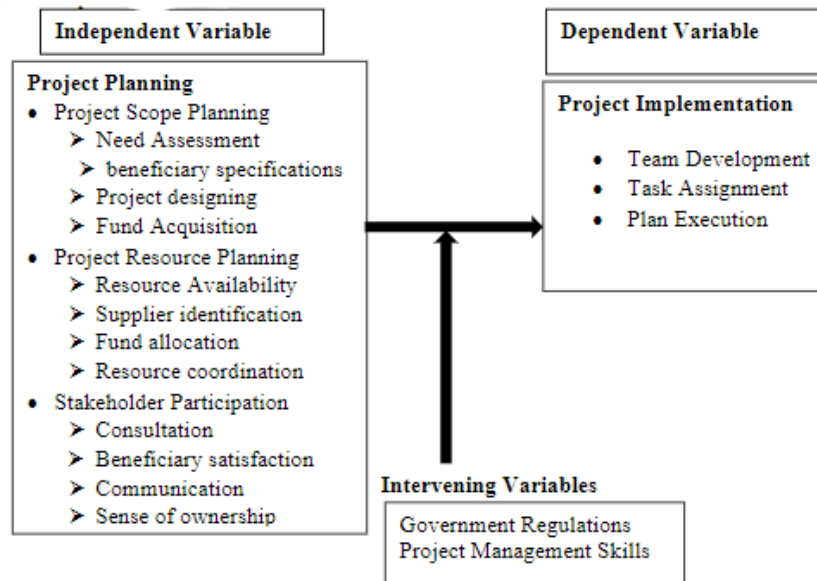 Independent Variable
Project Planning
• Project Scope Planning
➤ Need Assessment
➤ beneficiary specifications
➤ Project designing
➤ Fund Acquisition
• Project Resource Planning
➤ Resource Availability
➤ Supplier identification
➤ Fund allocation
➤ Resource coordination
• Stakeholder Participation
➤ Consultation
➤ Beneficiary satisfaction
➤ Communication
➤ Sense of ownership
Dependent Variable
Project Implementation
• Team Development
• Task Assignment
• Plan Execution
Intervening Variables
Government Regulations
Project Management Skills